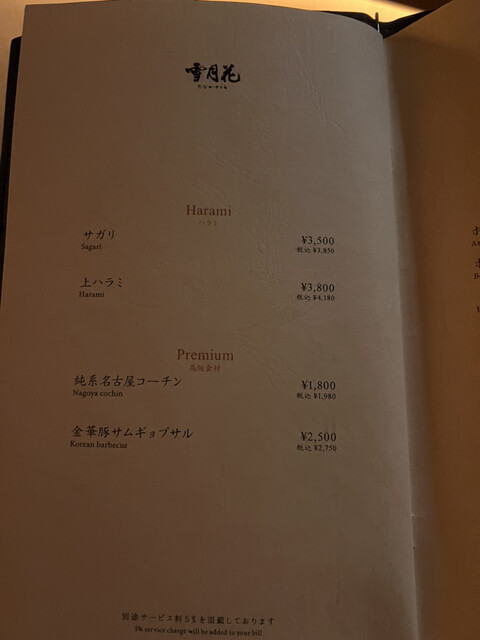 雪月花
Harami
ハラミ
サガリ
Sagari
¥3,500
税込 ¥3,850
上ハラミ
Harami
¥3,800
税込 ¥4,180
Premium
高級食材
純系名古屋コーチン
Nagoya cochin
¥1,800
税込 ¥1,980
金華豚サムギョプサル
Korean barbecue
¥2,500
税込 ¥2,750
別途サービス料5%を頂戴しております
5% service charge will be added to your bill